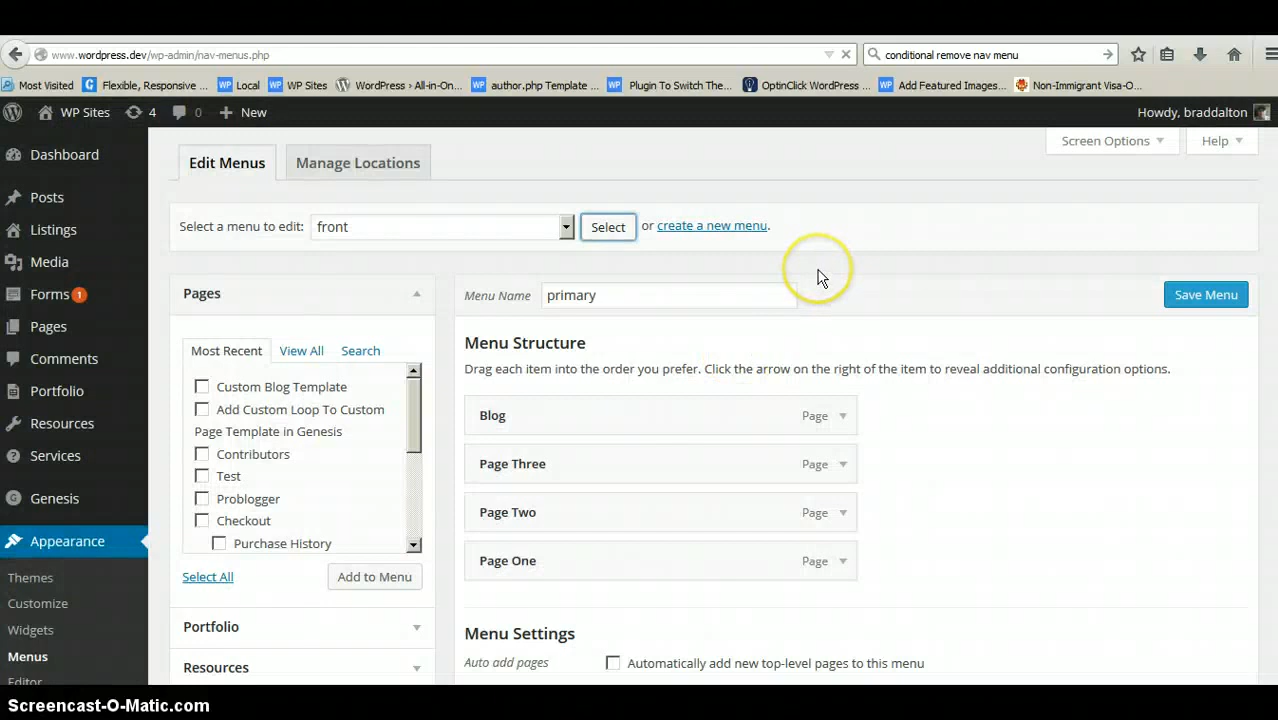 www.wordpress.dev/wp-admin/nav-menus.php
conditional remove nav menu
Most Visited
Flexible, Responsive ...
Local
WP Sites
WordPress › All-in-On...
author.php Template ...
Plugin To Switch The...
OptinClick WordPress ...
Add Featured Images...
Non-Immigrant Visa-O...
WP Sites
4
0
New
Howdy, braddalton
Screen Options
Help
Dashboard
Posts
Listings
Media
Forms 1
Pages
Comments
Portfolio
Resources
Services
Genesis
Appearance
Themes
Customize
Widgets
Menus
Editor
Edit Menus
Manage Locations
Select a menu to edit:
front
Select
or create a new menu.
Pages
Most Recent
View All
Search
Custom Blog Template
Add Custom Loop To Custom
Page Template in Genesis
Contributors
Test
Problogger
Checkout
Purchase History
Select All
Add to Menu
Portfolio
Resources
Menu Name
primary
Save Menu
Menu Structure
Drag each item into the order you prefer. Click the arrow on the right of the item to reveal additional configuration options.
Blog Page
Page Three Page
Page Two Page
Page One Page
Menu Settings
Auto add pages
Automatically add new top-level pages to this menu
Screencast-O-Matic.com